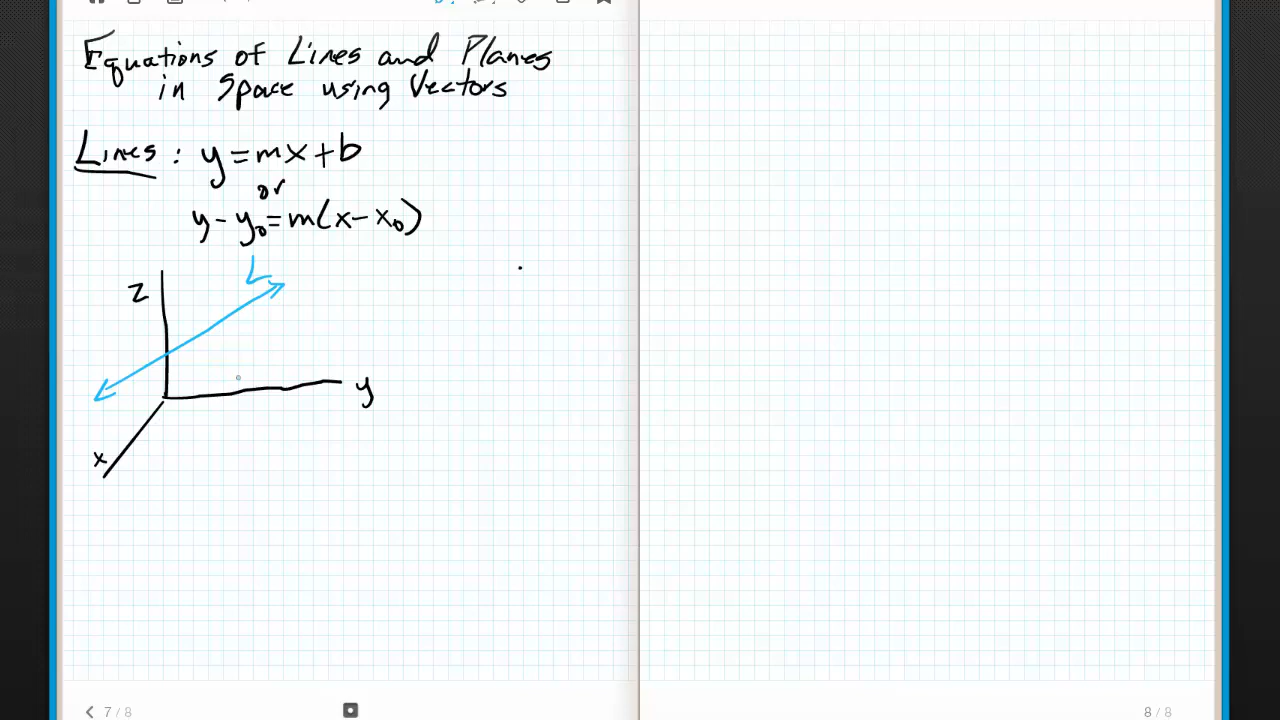 Equations of Lines and Planes
in Space using Vectors
Lines: y = mx + b
or
y - y₀ = m(x - x₀)
L
z
y
x
7 / 8
8 / 8